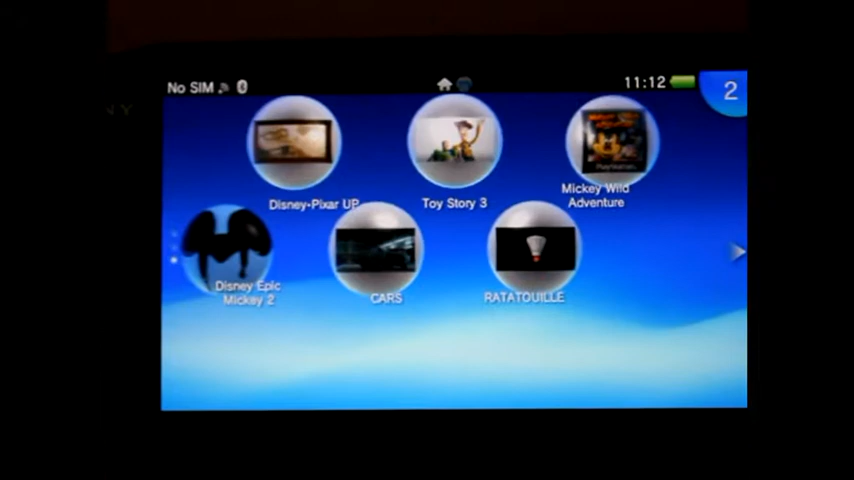 No SIM
11:12
2
Disney•Pixar UP
Toy Story 3
Mickey Wild
Adventure
Disney Epic
Mickey 2
CARS
RATATOUILLE